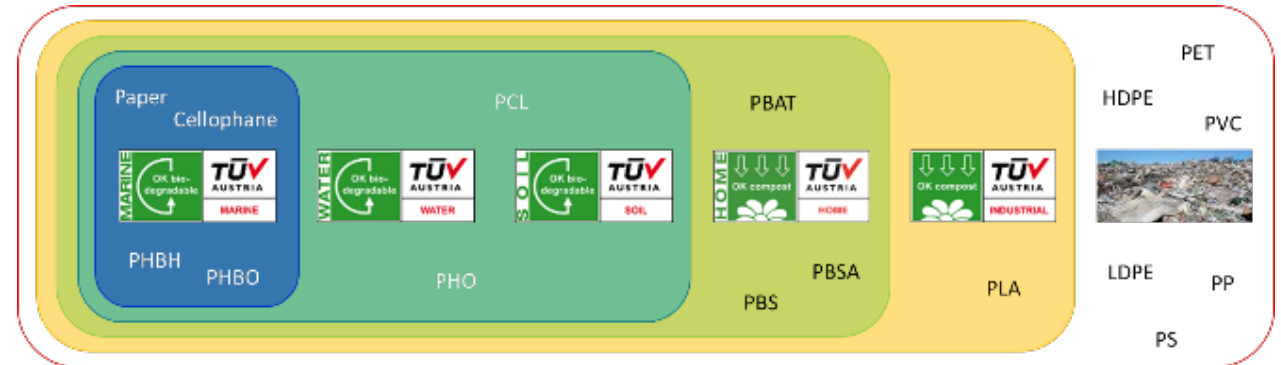 Paper
Cellophane
MARINE
OK bio-
degradable
TÜV
AUSTRIA
MARINE
PHBH
PHBO
PCL
WATER
OK bio-
degradable
TÜV
AUSTRIA
WATER
SOIL
OK bio-
degradable
TÜV
AUSTRIA
SOIL
PHO
PBAT
HOME
OK compost
TÜV
AUSTRIA
HOME
PBSA
PBS
OK compost
TÜV
AUSTRIA
INDUSTRIAL
PLA
PET
HDPE
PVC
LDPE
PP
PS